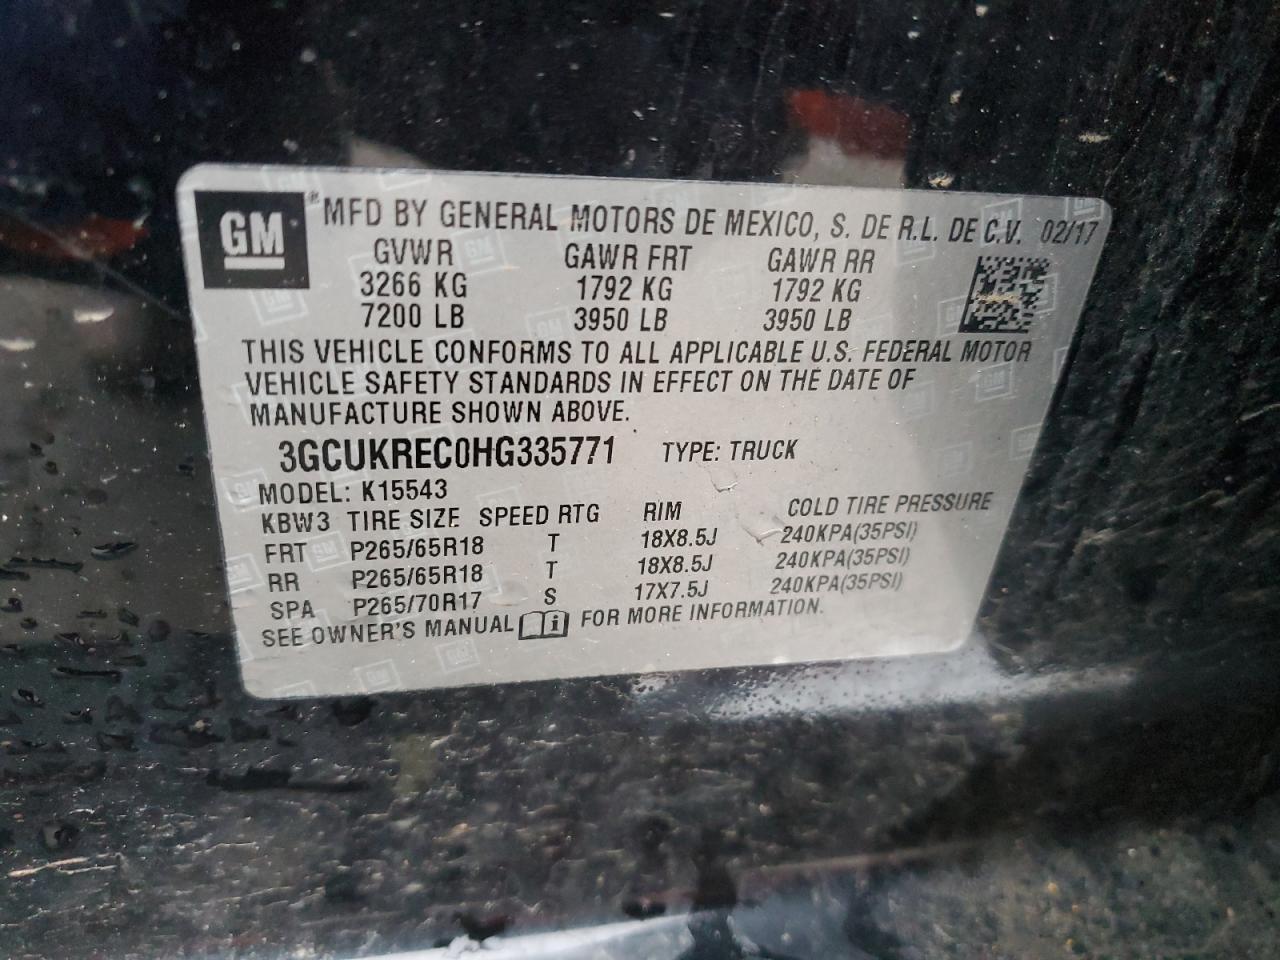 GM ® MFD BY GENERAL MOTORS DE MEXICO, S. DE R.L. DE C.V. 02/17
GVWR GAWR FRT GAWR RR
3266 KG 1792 KG 1792 KG
7200 LB 3950 LB 3950 LB
THIS VEHICLE CONFORMS TO ALL APPLICABLE U.S. FEDERAL MOTOR
VEHICLE SAFETY STANDARDS IN EFFECT ON THE DATE OF
MANUFACTURE SHOWN ABOVE.
3GCUKREC0HG335771 TYPE: TRUCK
MODEL: K15543
KBW3 TIRE SIZE SPEED RTG RIM COLD TIRE PRESSURE
FRT P265/65R18 T 18X8.5J 240KPA(35PSI)
RR P265/65R18 T 18X8.5J 240KPA(35PSI)
SPA P265/70R17 S 17X7.5J 240KPA(35PSI)
SEE OWNER'S MANUAL i FOR MORE INFORMATION.